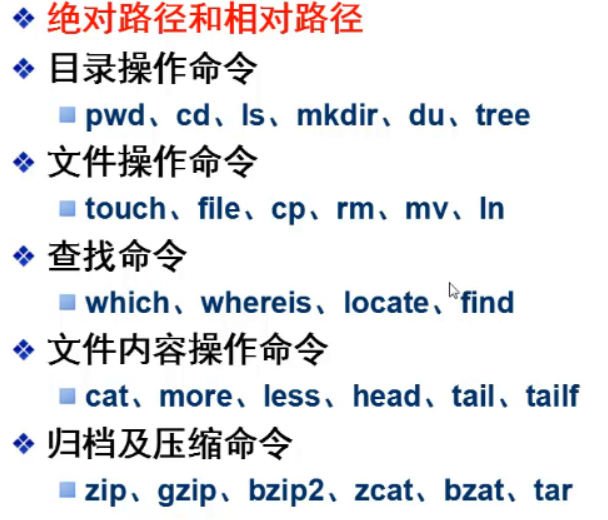 绝对路径和相对路径
目录操作命令
pwd、cd、ls、mkdir、du、tree
文件操作命令
touch、file、cp、rm、mv、ln
查找命令
which、whereis、locate、find
文件内容操作命令
cat、more、less、head、tail、tailf
归档及压缩命令
zip、gzip、bzip2、zcat、bzat、tar